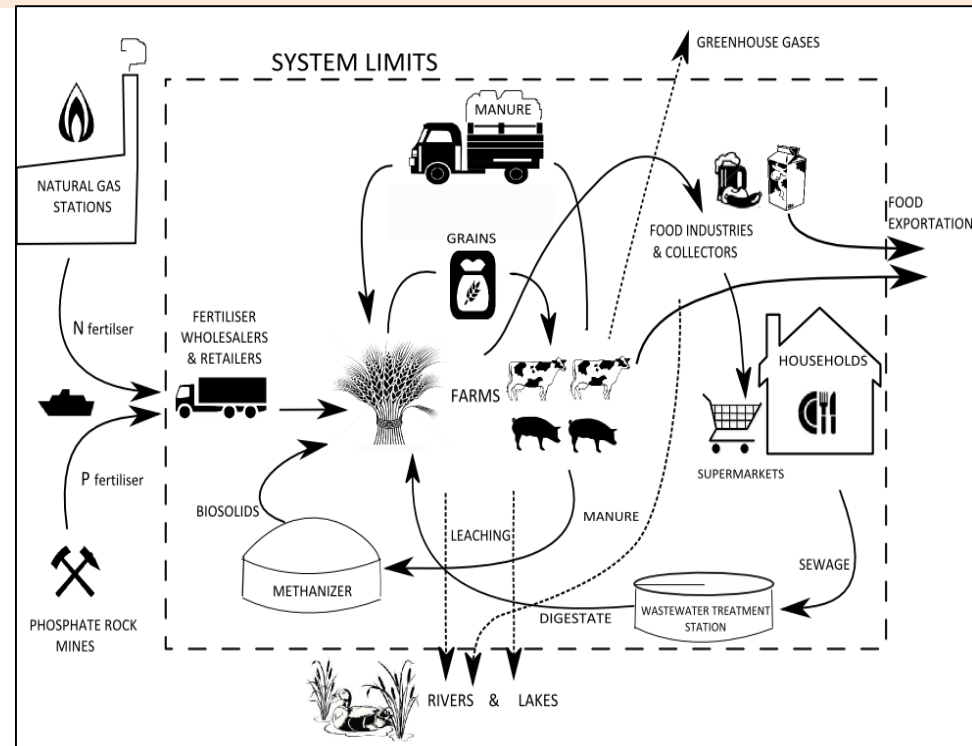 SYSTEM LIMITS
GREENHOUSE GASES
MANURE
NATURAL GAS
STATIONS
FOOD
EXPORTATION
GRAINS
FOOD INDUSTRIES
& COLLECTORS
N fertilser
FERTILISER
WHOLESALERS
& RETAILERS
HOUSEHOLDS
FARMS
SUPERMARKETS
P fertiliser
BIOSOLIDS
MANURE
LEACHING
SEWAGE
METHANIZER
WASTEWATER TREATMENT
STATION
DIGESTATE
PHOSPHATE ROCK
MINES
RIVERS & LAKES